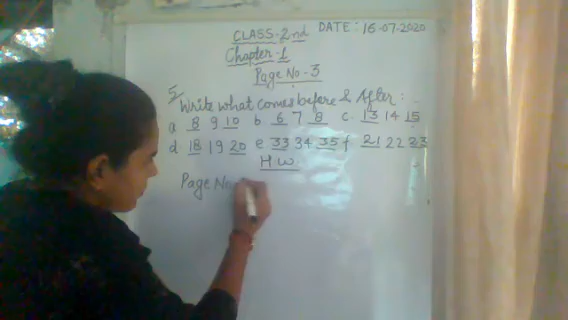 CLASS-2nd DATE: 16-07-2020
Chapter-1
Page No-3
5. Write what comes before & After:
a 8 9 10 b 6 7 8 c. 13 14 15
d 18 19 20 e 33 34 35 f 21 22 23
H.W.
Page No